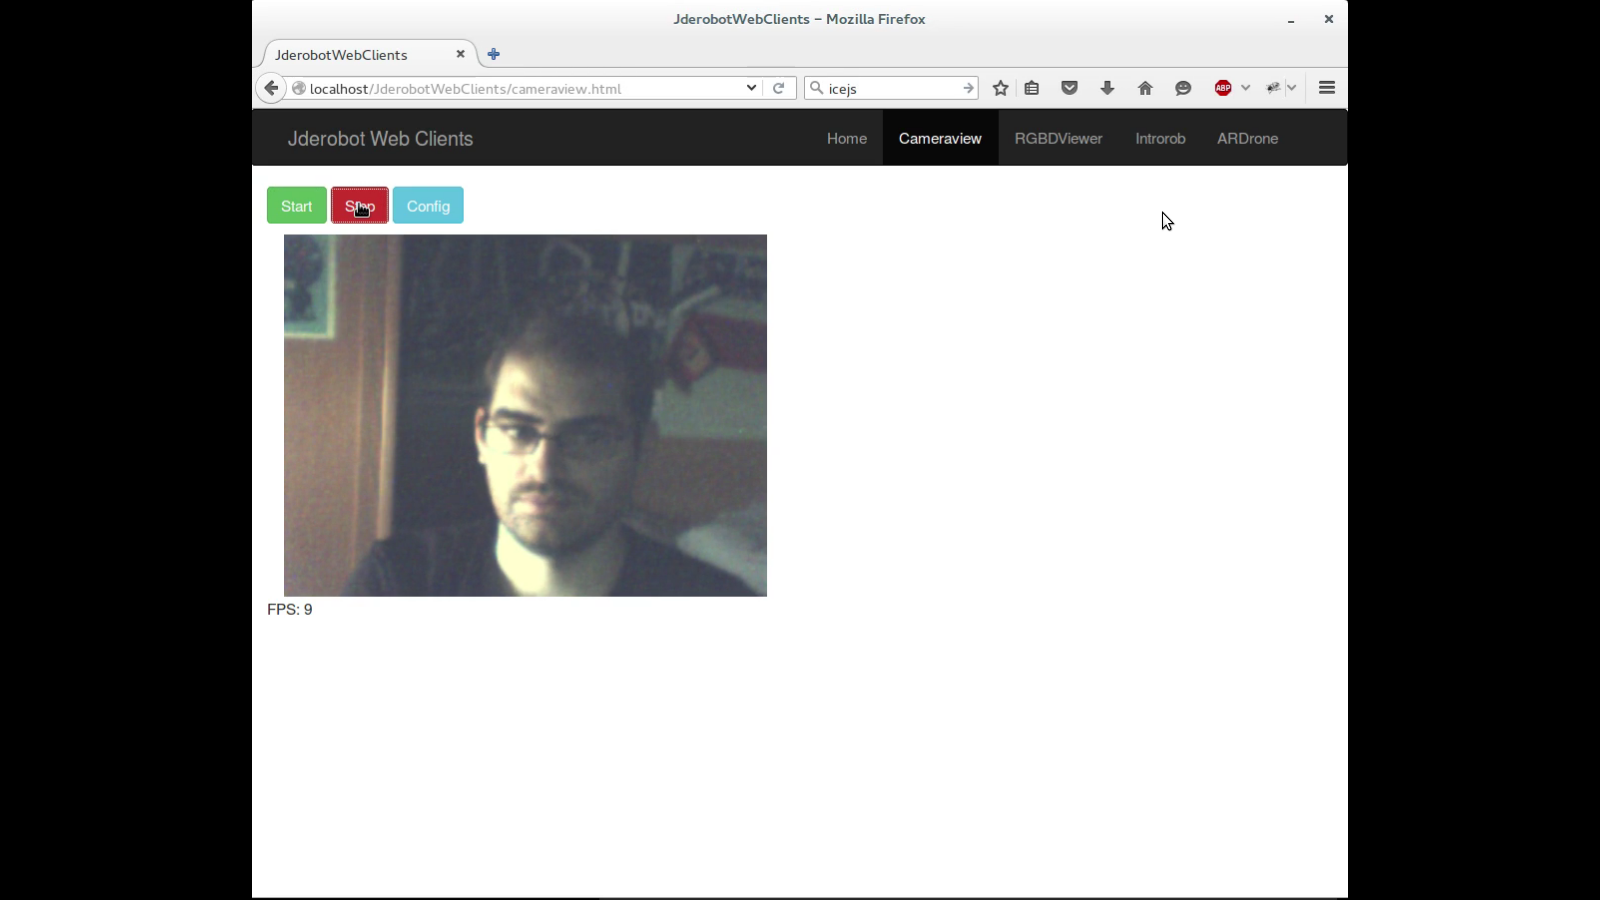 JderobotWebClients – Mozilla Firefox
JderobotWebClients
localhost/JderobotWebClients/cameraview.html
icejs
ABP
Jderobot Web Clients
Home
Cameraview
RGBDViewer
Introrob
ARDrone
Start
Stop
Config
FPS: 9